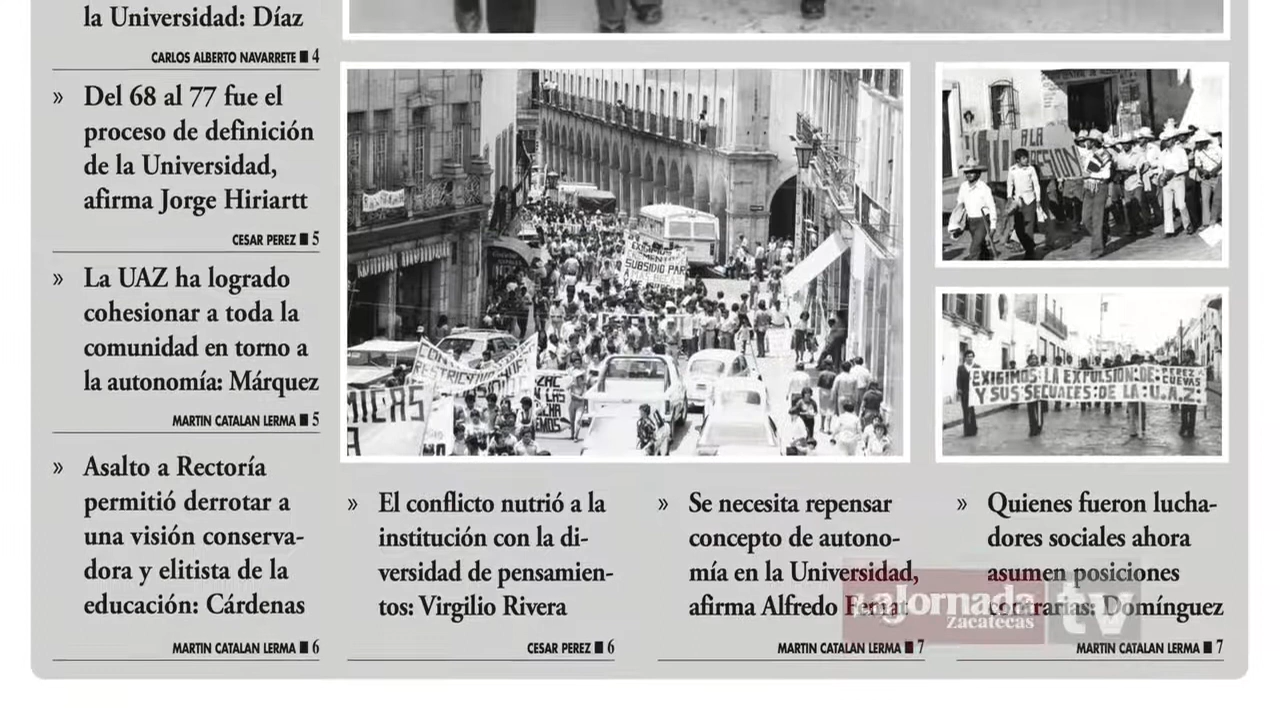 la Universidad: Díaz
CARLOS ALBERTO NAVARRETE ■ 4
» Del 68 al 77 fue el
proceso de definición
de la Universidad,
afirma Jorge Hiriartt
CESAR PEREZ ■ 5
» La UAZ ha logrado
cohesionar a toda la
comunidad en torno a
la autonomía: Márquez
MARTIN CATALAN LERMA ■ 5
» Asalto a Rectoría
permitió derrotar a
una visión conserva-
dora y elitista de la
educación: Cárdenas
MARTIN CATALAN LERMA ■ 6
SUBSIDIO PAR
RESTRICTIV
MICAS
A LA
EXIGIMOS:LA EXPULSION:DE:PEREZ
CUEVAS
Y SUS SECUACES:DE LA:U.A.Z:
» El conflicto nutrió a la
institución con la di-
versidad de pensamien-
tos: Virgilio Rivera
CESAR PEREZ ■ 6
» Se necesita repensar
concepto de autono-
mía en la Universidad,
afirma Alfredo Femat
MARTIN CATALAN LERMA ■ 7
» Quienes fueron lucha-
dores sociales ahora
asumen posiciones
contrarias: Domínguez
MARTIN CATALAN LERMA ■ 7
La Jornada
Zacatecas
tv